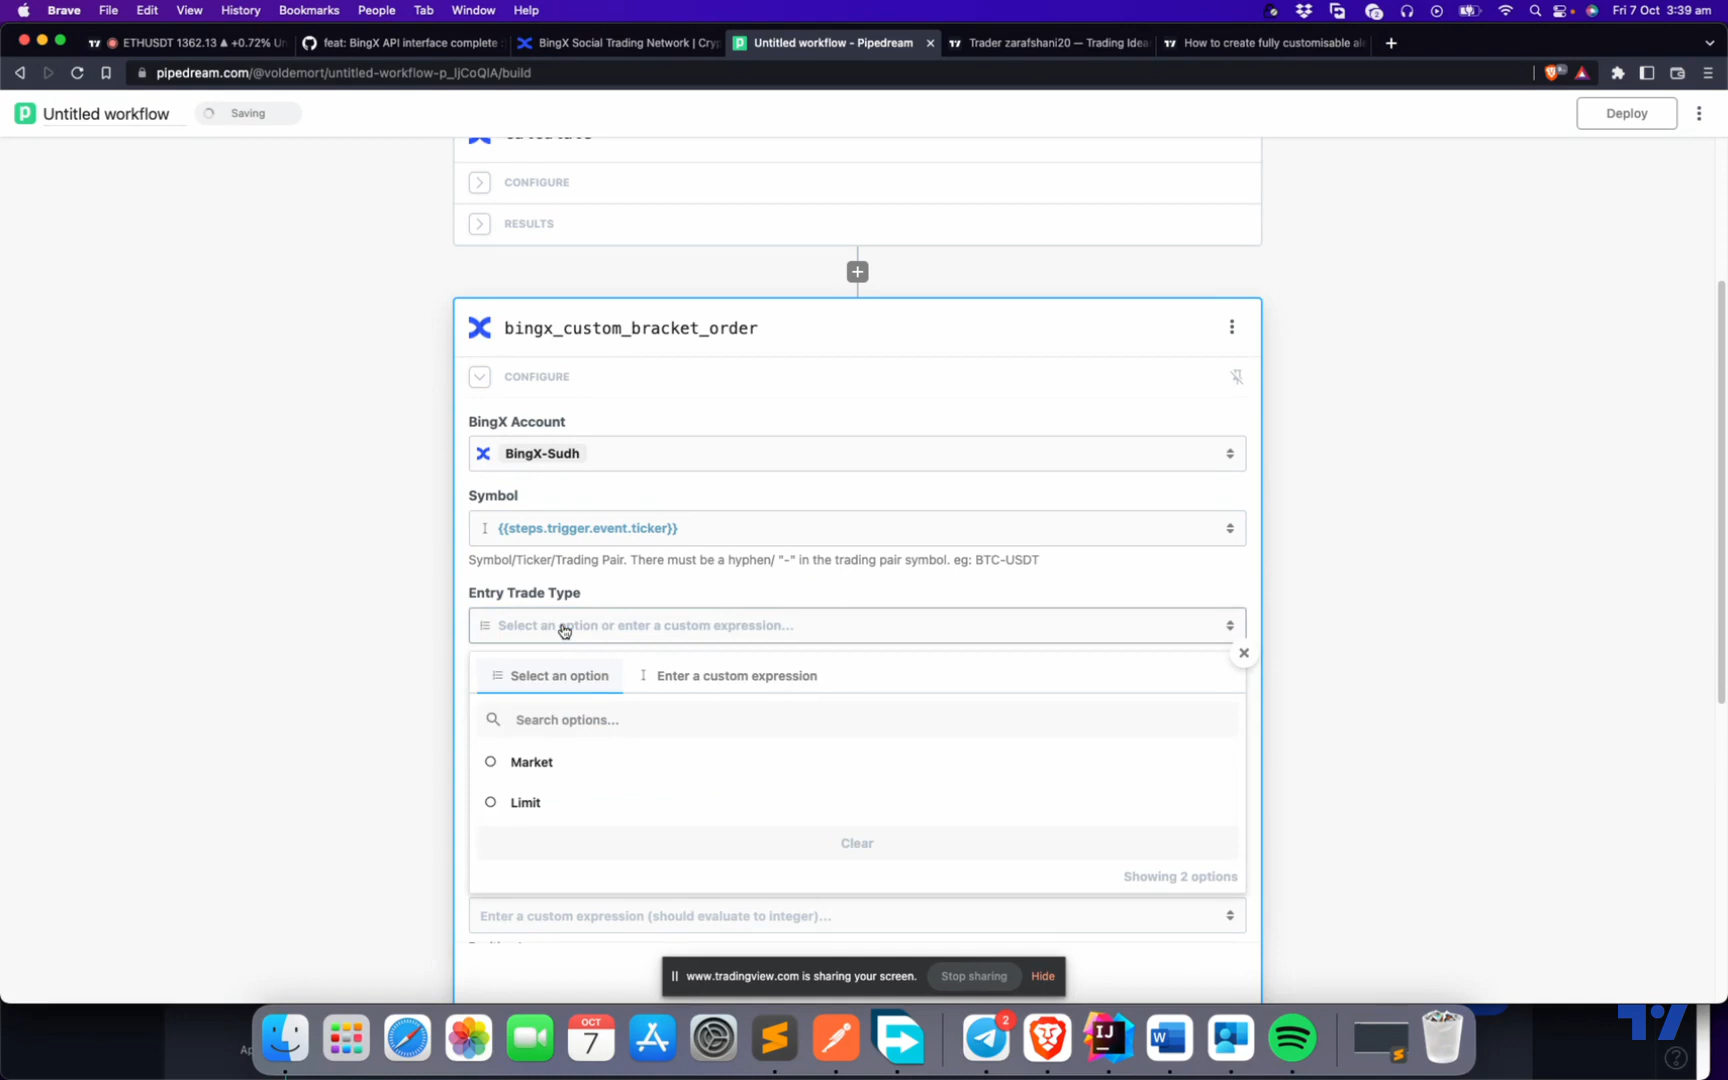 Brave File Edit View History Bookmarks People Tab Window Help
2
Fri 7 Oct 3:39 am
ETHUSDT 1362.13 ▲ +0.72% Un
feat: BingX API interface complete
BingX Social Trading Network | Cryp
Untitled workflow - Pipedream
Trader zarafshani20 — Trading Idea
How to create fully customisable ale
pipedream.com/@voldemort/untitled-workflow-p_ljCoQlA/build
Untitled workflow
Saving
Deploy
CONFIGURE
RESULTS
bingx_custom_bracket_order
CONFIGURE
BingX Account
BingX-Sudh
Symbol
{{steps.trigger.event.ticker}}
Symbol/Ticker/Trading Pair. There must be a hyphen/ "-" in the trading pair symbol. eg: BTC-USDT
Entry Trade Type
Select an option or enter a custom expression...
Select an option
Enter a custom expression
Search options...
Market
Limit
Clear
Showing 2 options
Enter a custom expression (should evaluate to integer)...
www.tradingview.com is sharing your screen.
Stop sharing
Hide
OCT
7
2